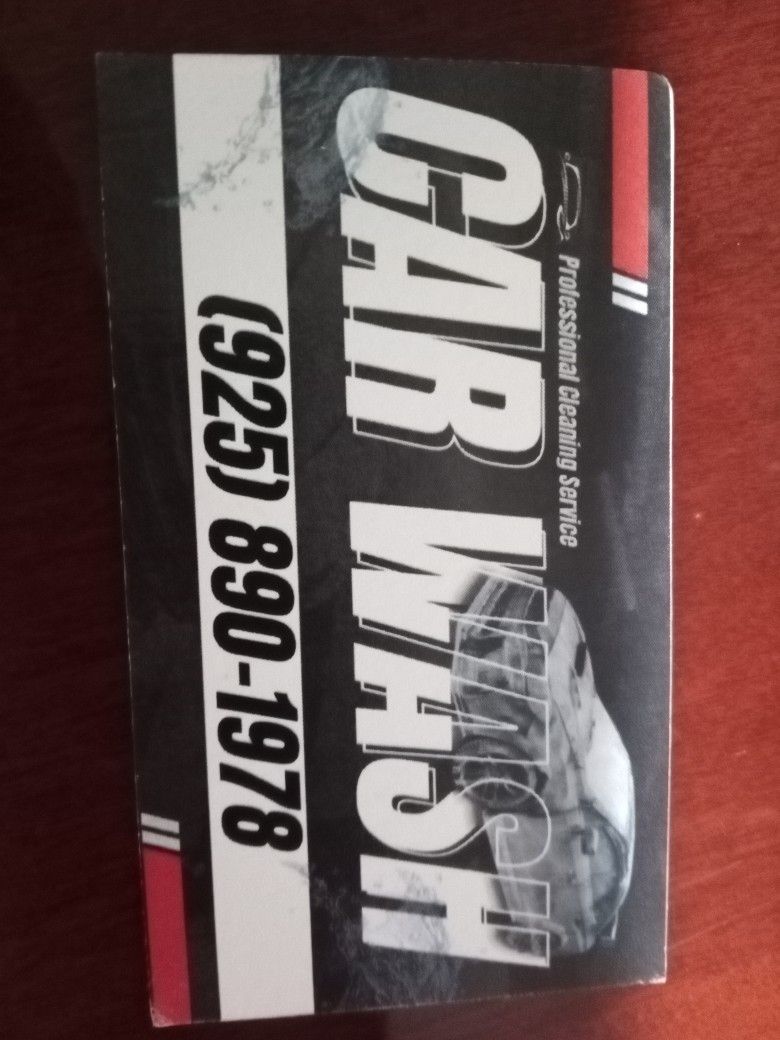 Professional Cleaning Service
CAR WASH
(925) 890-1978